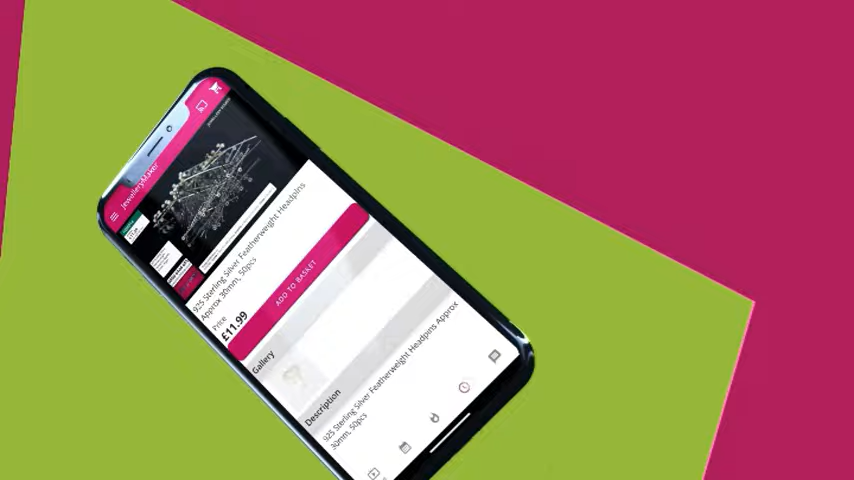 JewelleryMaker
925 Sterling Silver Featherweight Headpins
Approx 30mm, 50pcs
Price
£11.99
ADD TO BASKET
Gallery
Description
925 Sterling Silver Featherweight Headpins Approx
30mm, 50pcs